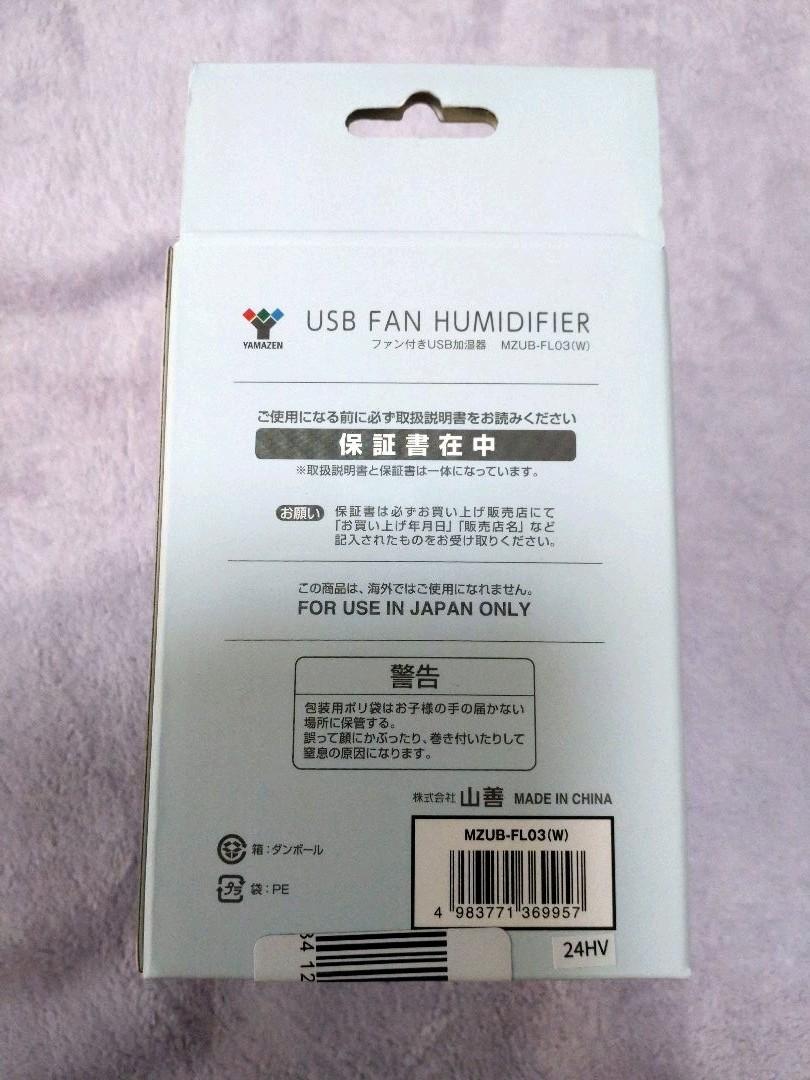 YAMAZEN
USB FAN HUMIDIFIER
ファン付きUSB加湿器 MZUB-FL03(W)
ご使用になる前に必ず取扱説明書をお読みください
保証書在中
※取扱説明書と保証書は一体になっています。
お願い
保証書は必ずお買い上げ販売店にて
「お買い上げ年月日」「販売店名」など
記入されたものをお受け取りください。
この商品は、海外ではご使用になれません。
FOR USE IN JAPAN ONLY
警告
包装用ポリ袋はお子様の手の届かない
場所に保管する。
誤って顔にかぶったり、巻き付いたりして
窒息の原因になります。
株式会社 山善 MADE IN CHINA
箱:ダンボール
プラ 袋:PE
MZUB-FL03(W)
4 983771 369957
24HV
34 12